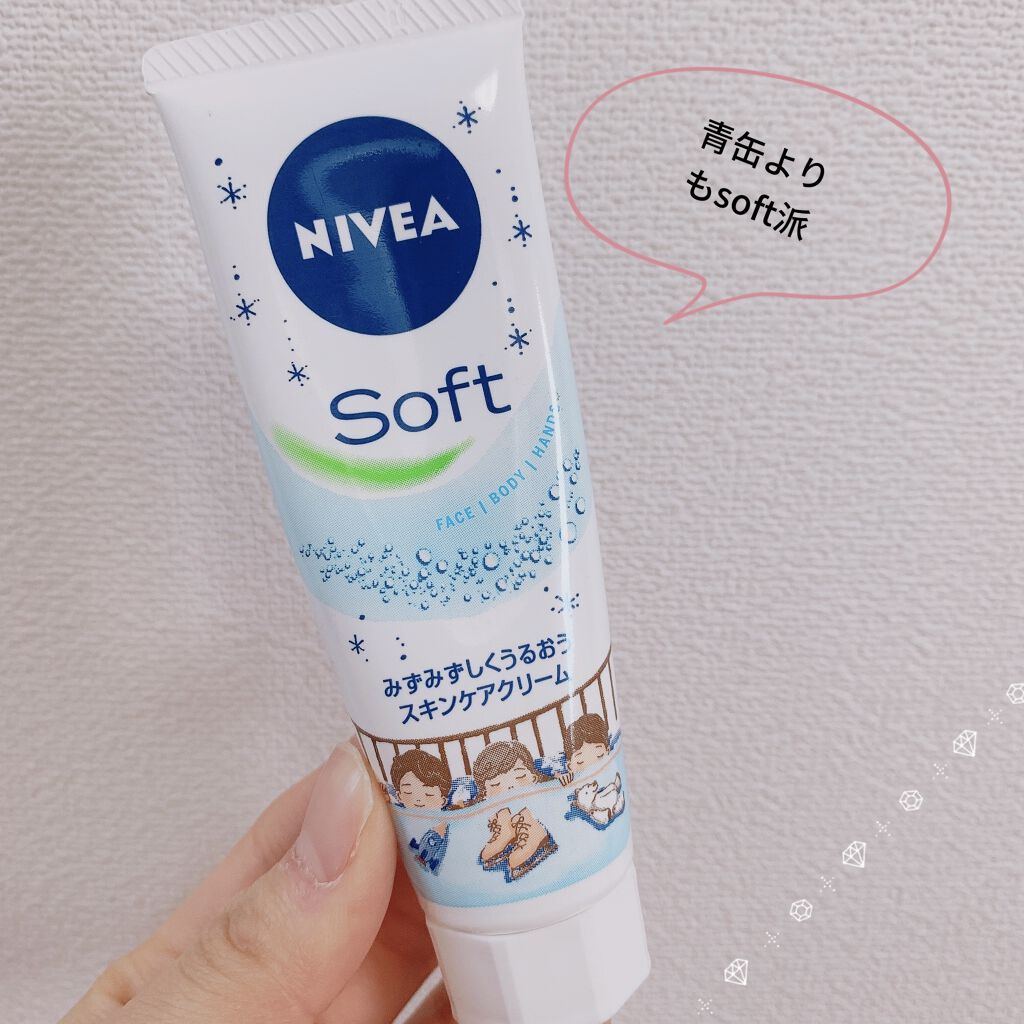 青缶より
もsoft派
NIVEA
Soft
FACE | BODY | HANDS
みずみずしくうるおう
スキンケアクリーム